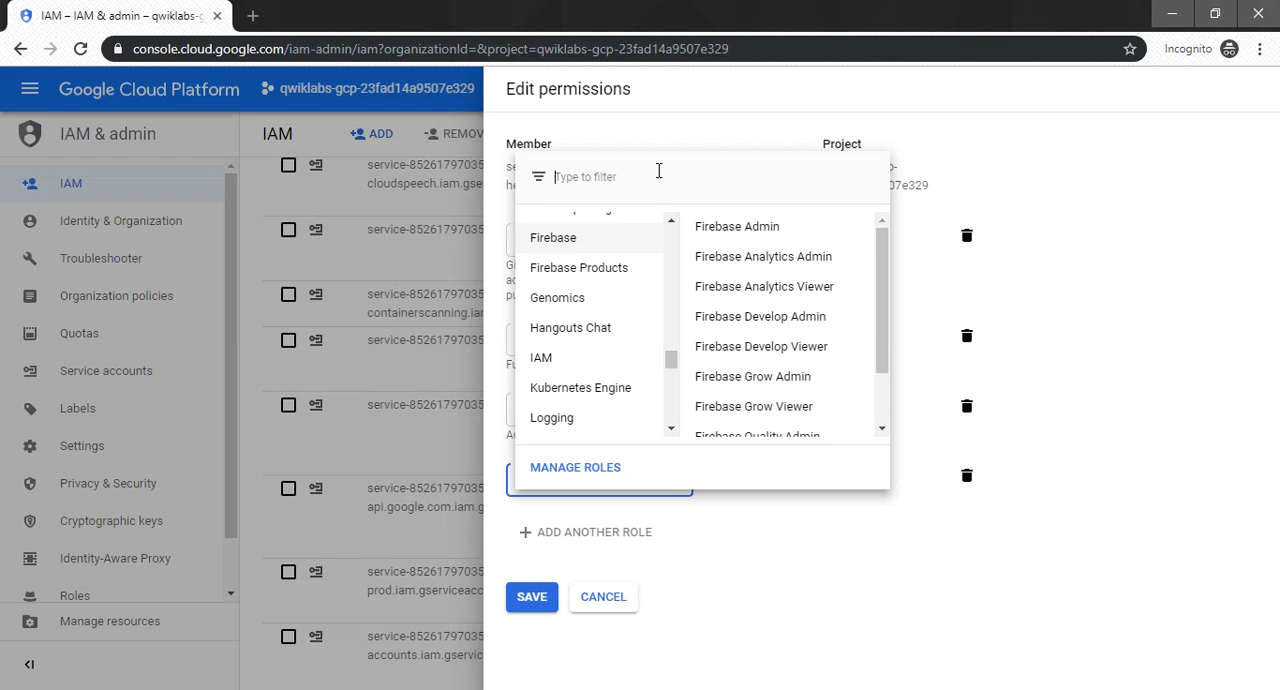 IAM – IAM & admin – qwiklabs-g
console.cloud.google.com/iam-admin/iam?organizationId=&project=qwiklabs-gcp-23fad14a9507e329
Incognito
Google Cloud Platform
qwiklabs-gcp-23fad14a9507e329
IAM & admin
IAM
Identity & Organization
Troubleshooter
Organization policies
Quotas
Service accounts
Labels
Settings
Privacy & Security
Cryptographic keys
Identity-Aware Proxy
Roles
Manage resources
IAM
ADD
REMOV
service-85261797035
cloudspeech.iam.gse
service-85261797035
service-85261797035
containerscanning.iar
service-85261797035
service-85261797035
service-85261797035
api.google.com.iam.g
service-85261797035
prod.iam.gserviceacc
service-85261797035
accounts.iam.gservic
Edit permissions
Member
Project
07e329
Type to filter
Firebase
Firebase Products
Genomics
Hangouts Chat
IAM
Kubernetes Engine
Logging
Firebase Admin
Firebase Analytics Admin
Firebase Analytics Viewer
Firebase Develop Admin
Firebase Develop Viewer
Firebase Grow Admin
Firebase Grow Viewer
Firebase Quality Admin
MANAGE ROLES
ADD ANOTHER ROLE
SAVE
CANCEL